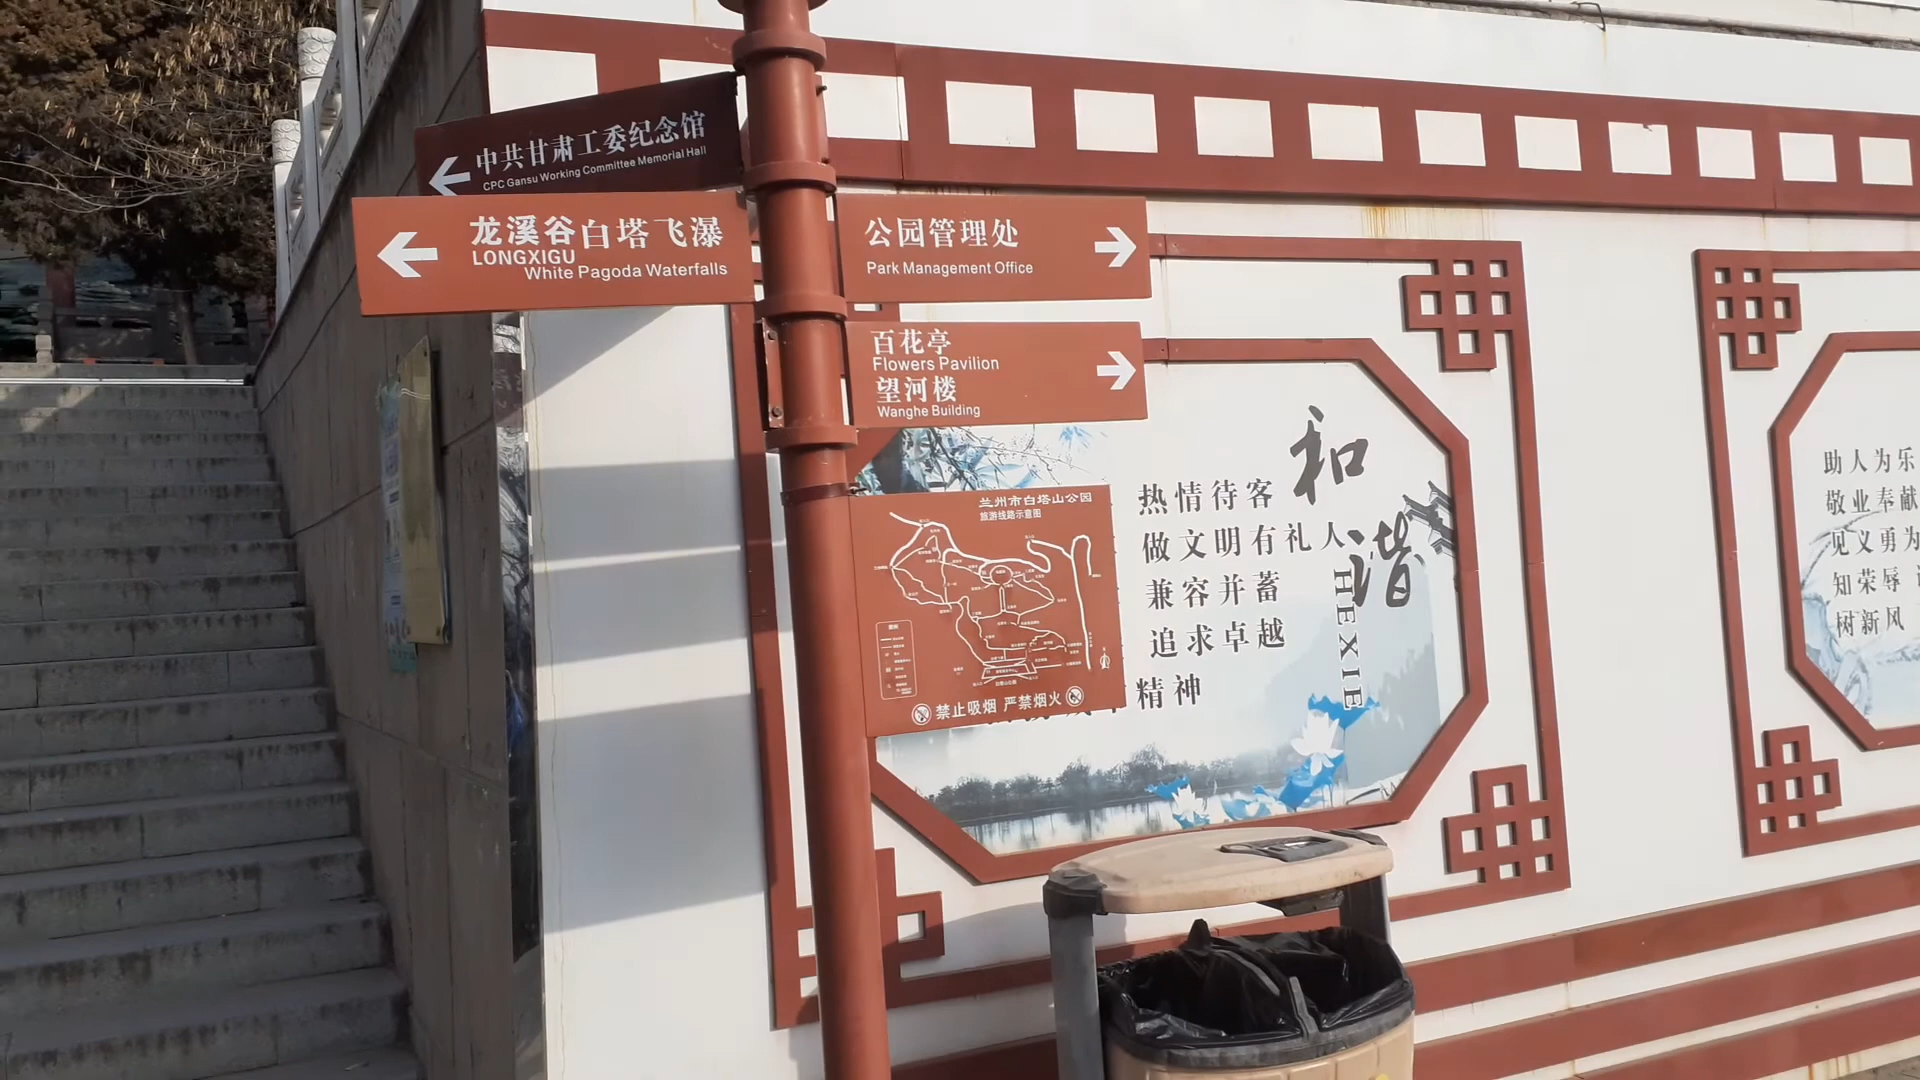 中共甘肃工委纪念馆
CPC Gansu Working Committee Memorial Hall
龙溪谷 白塔飞瀑
LONGXIGU
White Pagoda Waterfalls
公园管理处
Park Management Office
百花亭
Flowers Pavilion
望河楼
Wanghe Building
兰州市白塔山公园
旅游线路示意图
禁止吸烟 严禁烟火
和谐
HEXIE
热情待客
做文明有礼人
兼容并蓄
追求卓越
精神
助人为乐
敬业奉献
见义勇为
知荣辱
树新风